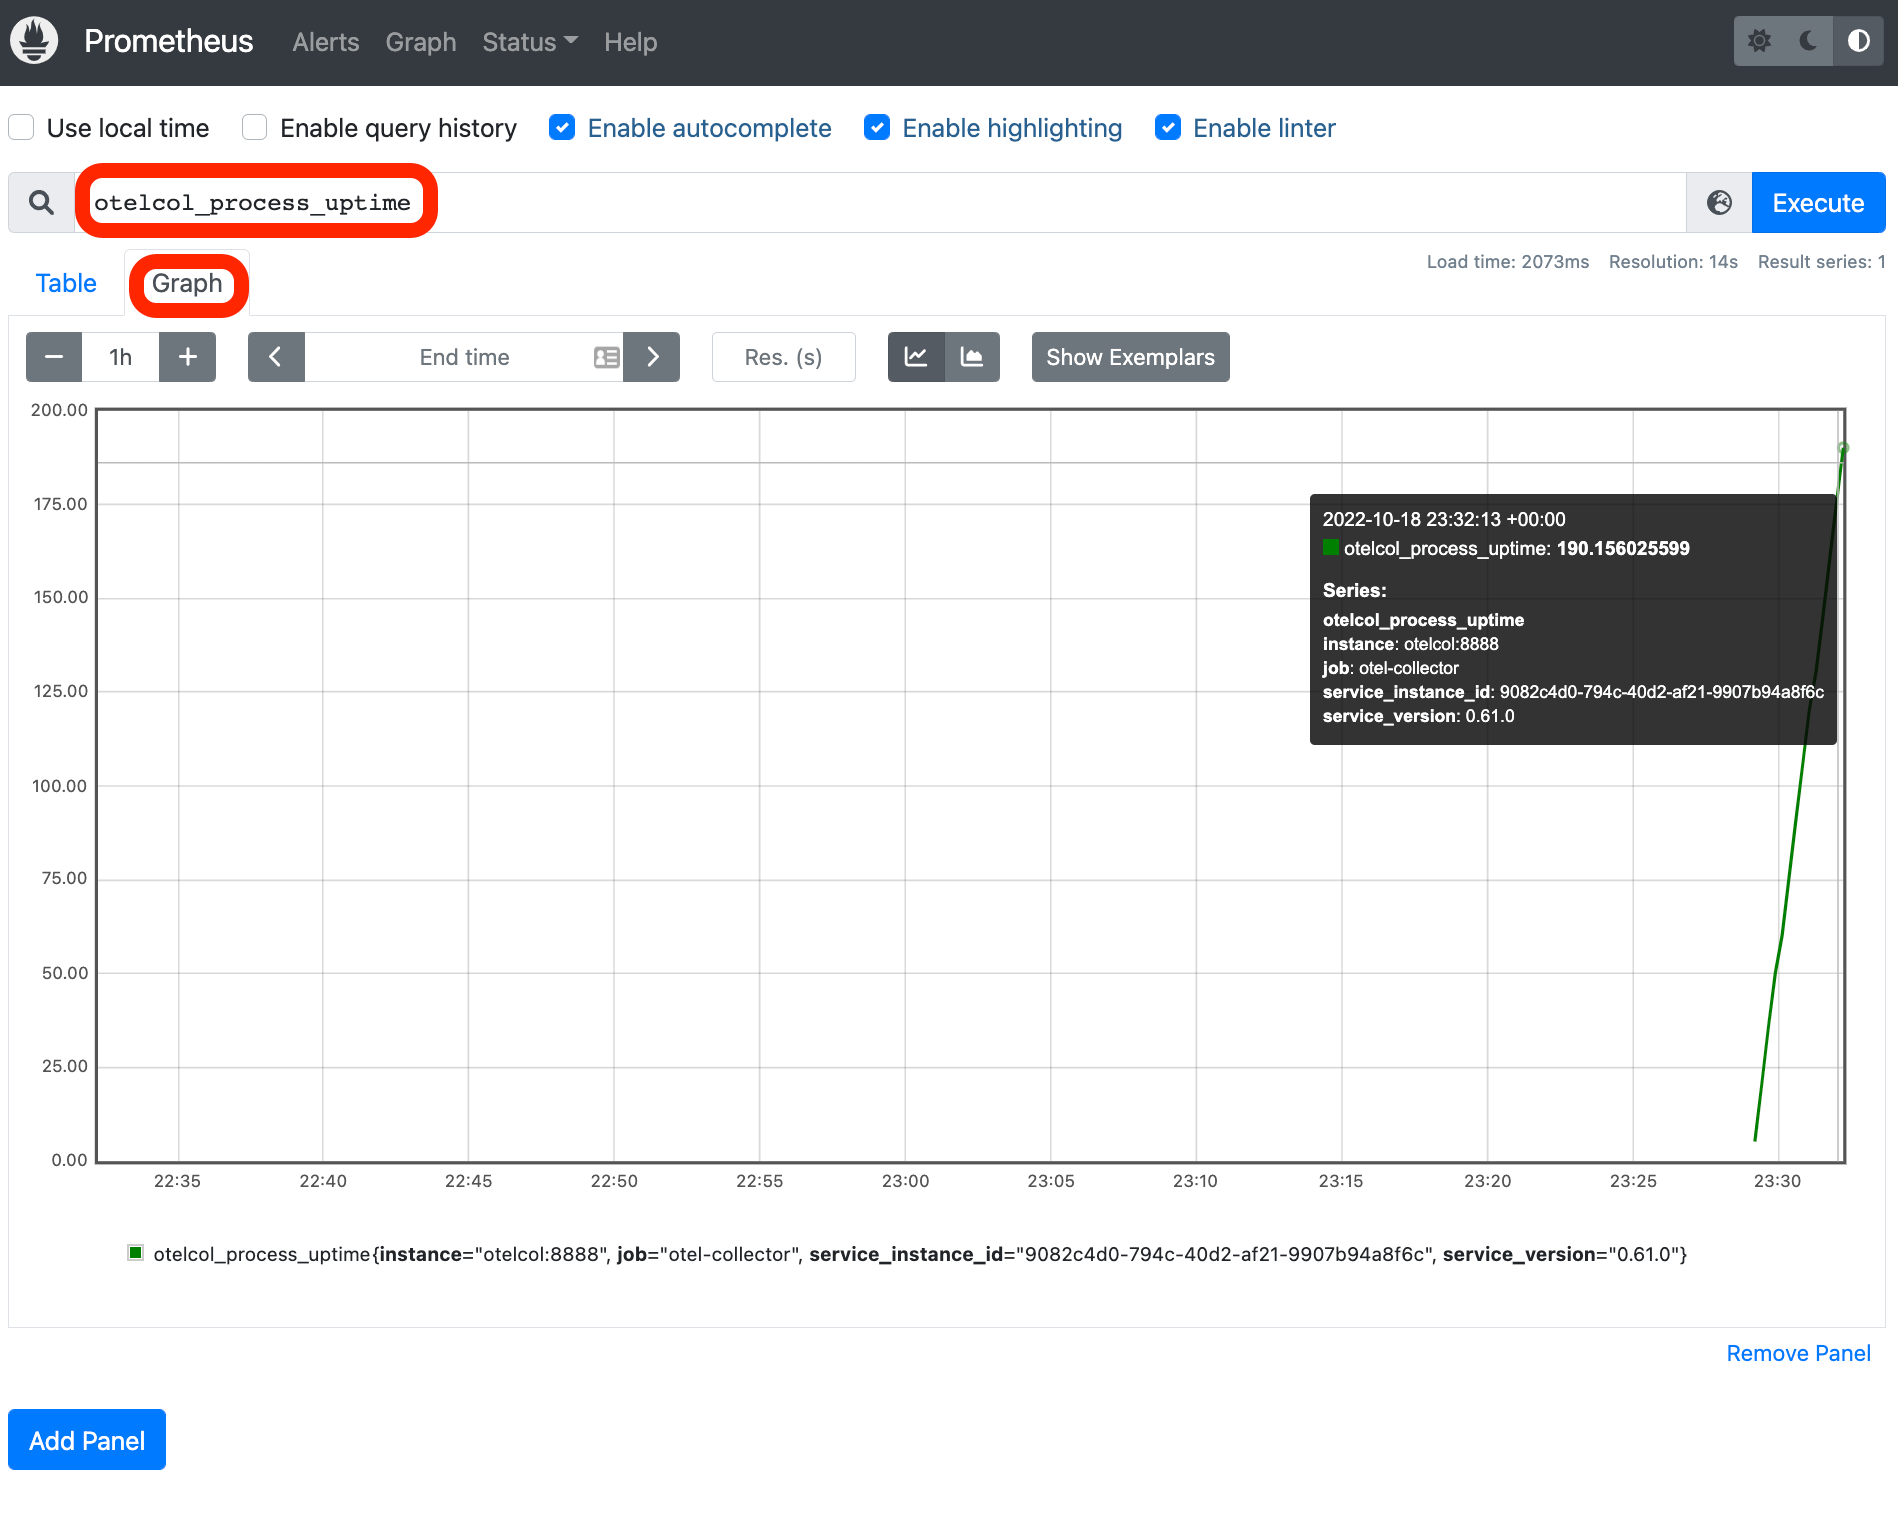 Prometheus Alerts Graph Status Help
Use local time Enable query history Enable autocomplete Enable highlighting Enable linter
otelcol_process_uptime Execute
Table Graph Load time: 2073ms Resolution: 14s Result series: 1
1h End time Res. (s) Show Exemplars
200.00
175.00
150.00
125.00
100.00
75.00
50.00
25.00
0.00
2022-10-18 23:32:13 +00:00
otelcol_process_uptime: 190.156025599
Series:
otelcol_process_uptime
instance: otelcol:8888
job: otel-collector
service_instance_id: 9082c4d0-794c-40d2-af21-9907b94a8f6c
service_version: 0.61.0
22:35 22:40 22:45 22:50 22:55 23:00 23:05 23:10 23:15 23:20 23:25 23:30
otelcol_process_uptime{instance="otelcol:8888", job="otel-collector", service_instance_id="9082c4d0-794c-40d2-af21-9907b94a8f6c", service_version="0.61.0"}
Remove Panel
Add Panel